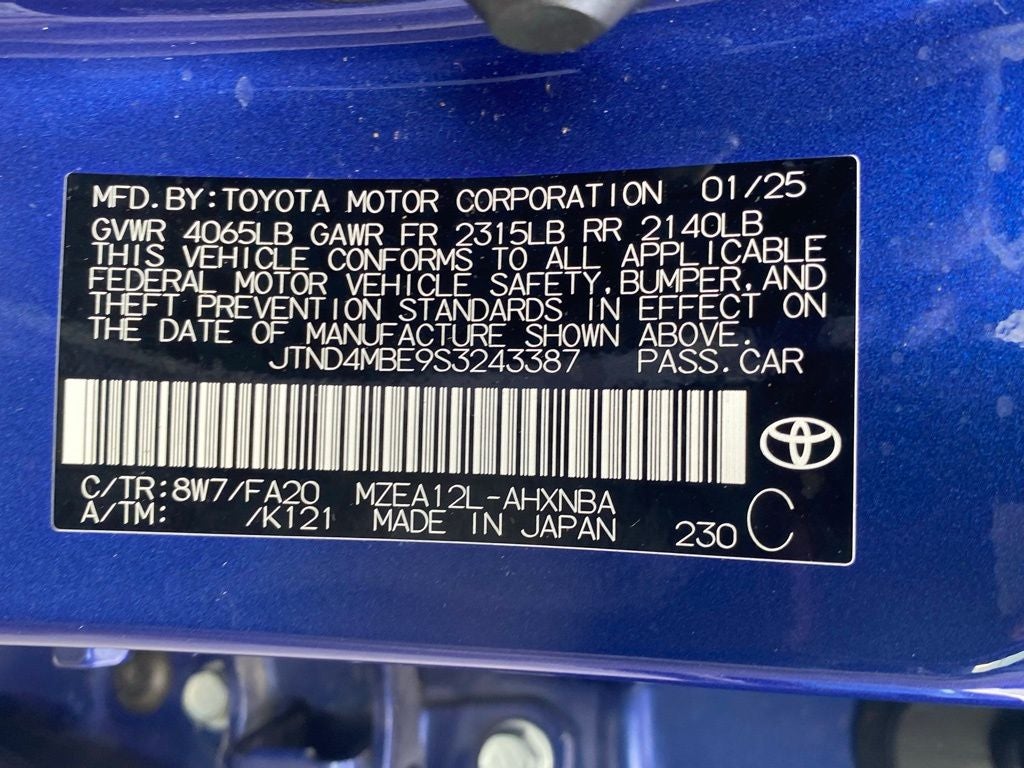 MFD.BY:TOYOTA MOTOR CORPORATION 01/25
GVWR 4065LB GAWR FR 2315LB RR 2140LB
THIS VEHICLE CONFORMS TO ALL APPLICABLE
FEDERAL MOTOR VEHICLE SAFETY,BUMPER,AND
THEFT PREVENTION STANDARDS IN EFFECT ON
THE DATE OF MANUFACTURE SHOWN ABOVE.
JTND4MBE9S3243387 PASS.CAR
C/TR:8W7/FA20 MZEA12L-AHXNBA
A/TM: /K121 MADE IN JAPAN 230 C